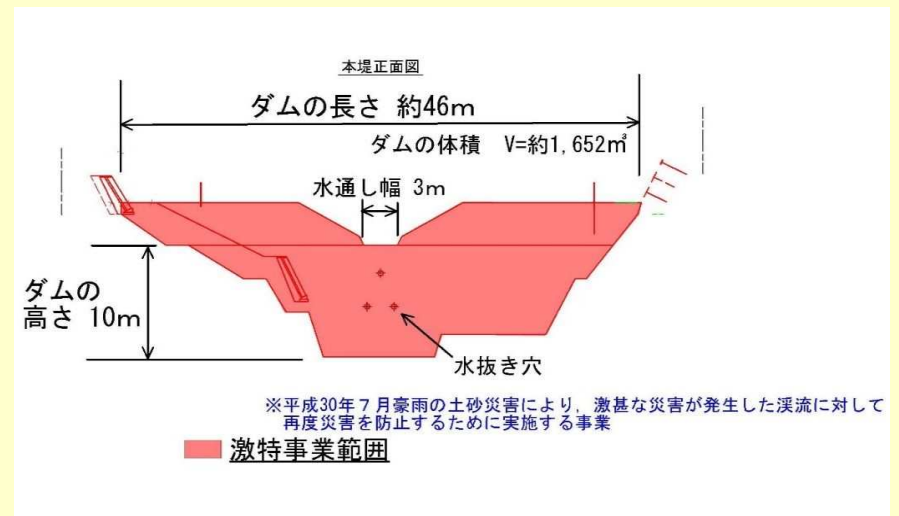 本堤正面図
ダムの長さ 約46m
ダムの体積 V=約1,652㎥
水通し幅 3m
ダムの
高さ 10m
水抜き穴
※平成30年7月豪雨の土砂災害により,激甚な災害が発生した渓流に対して
再度災害を防止するために実施する事業
激特事業範囲